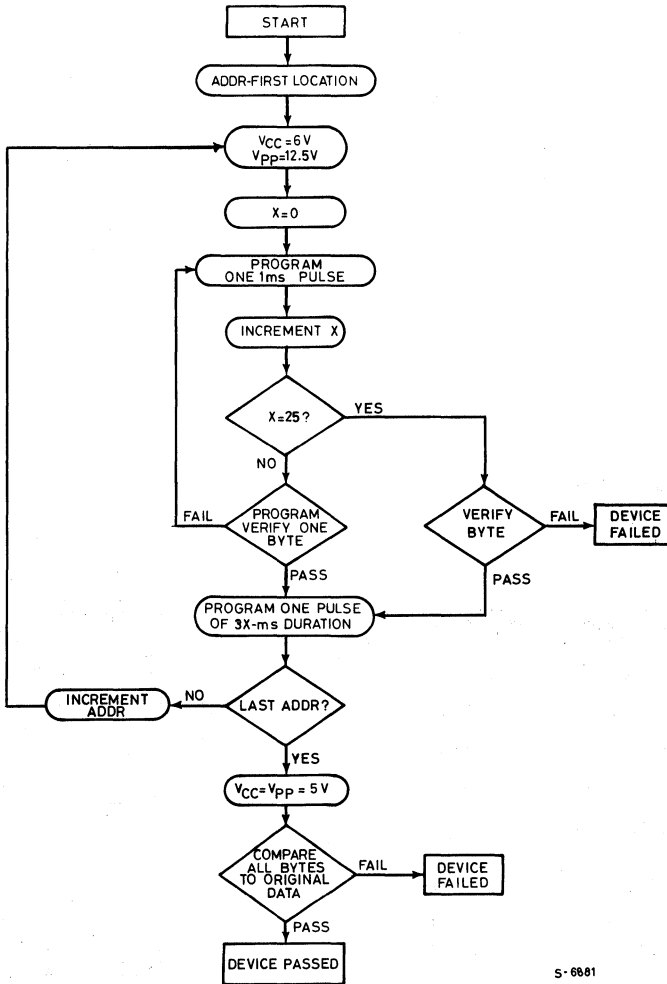 START
ADDR-FIRST LOCATION
VCC=6V
VPP=12.5V
X=0
PROGRAM
ONE 1ms PULSE
INCREMENT X
X=25?
YES
NO
PROGRAM
VERIFY ONE
BYTE
FAIL
VERIFY
BYTE
FAIL
DEVICE
FAILED
PASS
PASS
PROGRAM ONE PULSE
OF 3X-ms DURATION
LAST ADDR?
NO
INCREMENT
ADDR
YES
VCC=VPP=5V
COMPARE
ALL BYTES
TO ORIGINAL
DATA
FAIL
DEVICE
FAILED
PASS
DEVICE PASSED
S-6881